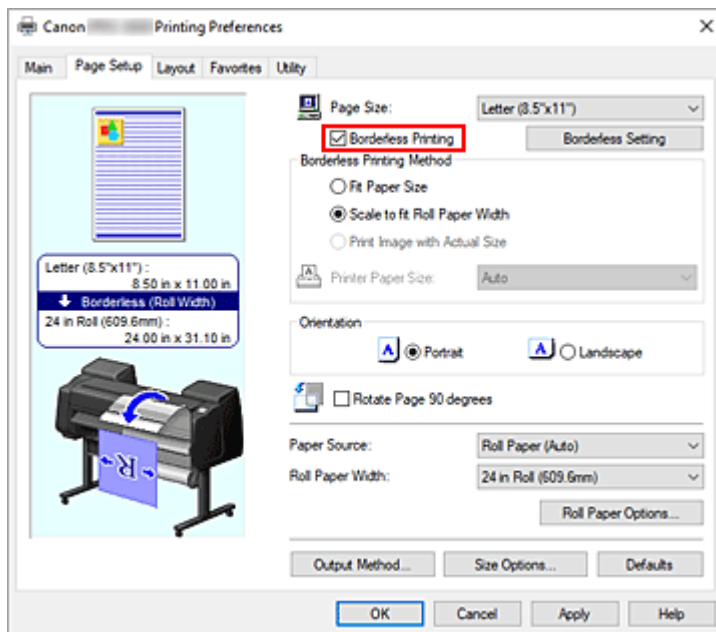 Canon Printing Preferences
Main Page Setup Layout Favorites Utility
Page Size: Letter (8.5"x11")
Borderless Printing Borderless Setting
Borderless Printing Method
Fit Paper Size
Scale to fit Roll Paper Width
Print Image with Actual Size
Printer Paper Size: Auto
Letter (8.5"x11") :
8.50 in x 11.00 in
Borderless (Roll Width)
24 in Roll (609.6mm) :
24.00 in x 31.10 in
R
Orientation
A Portrait A Landscape
Rotate Page 90 degrees
Paper Source: Roll Paper (Auto)
Roll Paper Width: 24 in Roll (609.6mm)
Roll Paper Options...
Output Method... Size Options... Defaults
OK Cancel Apply Help